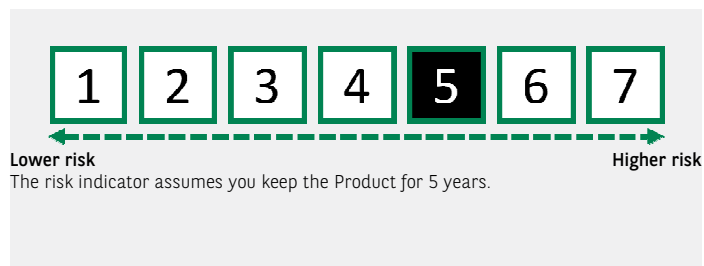 1 2 3 4 5 6 7
Lower risk Higher risk
The risk indicator assumes you keep the Product for 5 years.